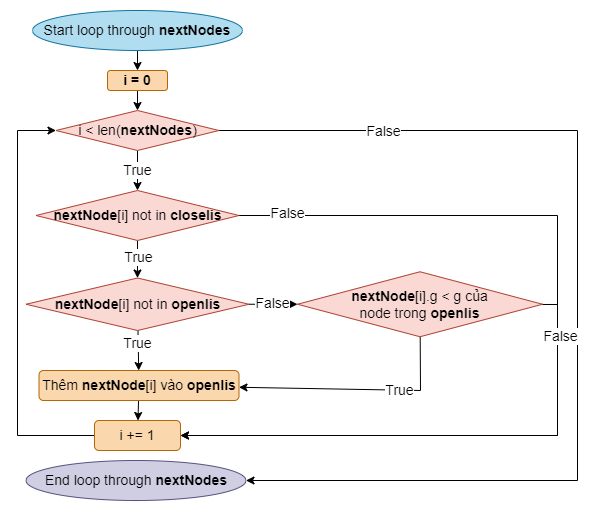 Start loop through nextNodes
i = 0
i < len(nextNodes)
False
True
nextNode[i] not in closelis
False
True
nextNode[i] not in openlis
False
nextNode[i].g < g của
node trong openlis
False
True
Thêm nextNode[i] vào openlis
True
i += 1
End loop through nextNodes